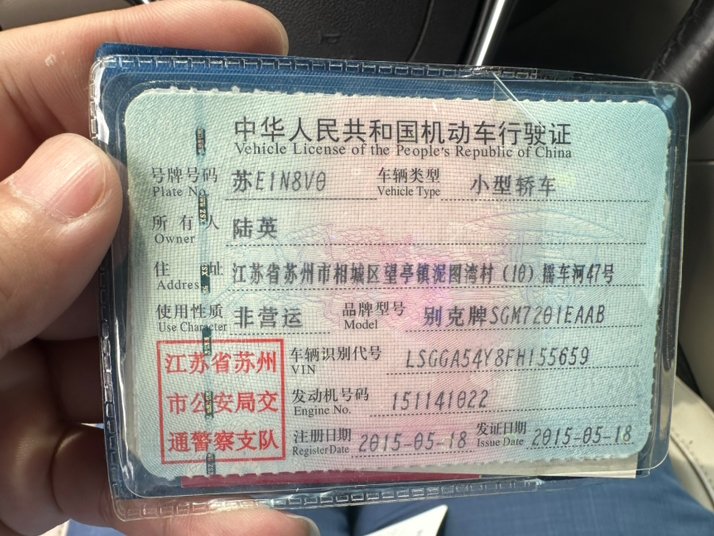 中华人民共和国机动车行驶证
Vehicle License of the People's Republic of China
号牌号码 苏E1N8V0 车辆类型 小型轿车
Plate No. Vehicle Type
所有人 陆英
Owner
住址 江苏省苏州市相城区望亭镇泥图湾村(10)摇车河47号
Address
使用性质 非营运 品牌型号 别克牌SGM7201EAAB
Use Character Model
江苏省苏州 车辆识别代号 LSGGA54Y8FH155659
VIN
市公安局交 发动机号码 151141022
Engine No.
通警察支队 注册日期 2015-05-18 发证日期 2015-05-18
Register Date Issue Date